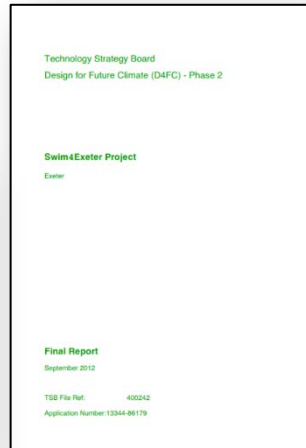 Technology Strategy Board
Design for Future Climate (D4FC) - Phase 2
Swim4Exeter Project
Exeter
Final Report
September 2012
TSB File Ref: 400242
Application Number:13344-86179